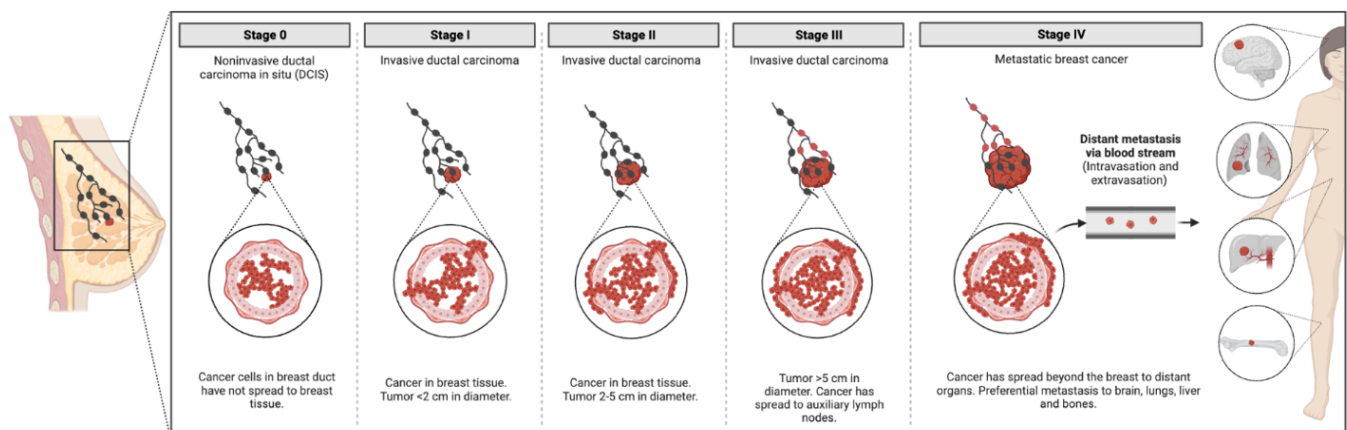 Stage 0
Noninvasive ductal
carcinoma in situ (DCIS)
Cancer cells in breast duct
have not spread to breast
tissue.
Stage I
Invasive ductal carcinoma
Cancer in breast tissue.
Tumor <2 cm in diameter.
Stage II
Invasive ductal carcinoma
Cancer in breast tissue.
Tumor 2-5 cm in diameter.
Stage III
Invasive ductal carcinoma
Tumor >5 cm in
diameter. Cancer has
spread to auxiliary lymph
nodes.
Stage IV
Metastatic breast cancer
Distant metastasis
via blood stream
(Intravasation and
extravasation)
Cancer has spread beyond the breast to distant
organs. Preferential metastasis to brain, lungs, liver
and bones.